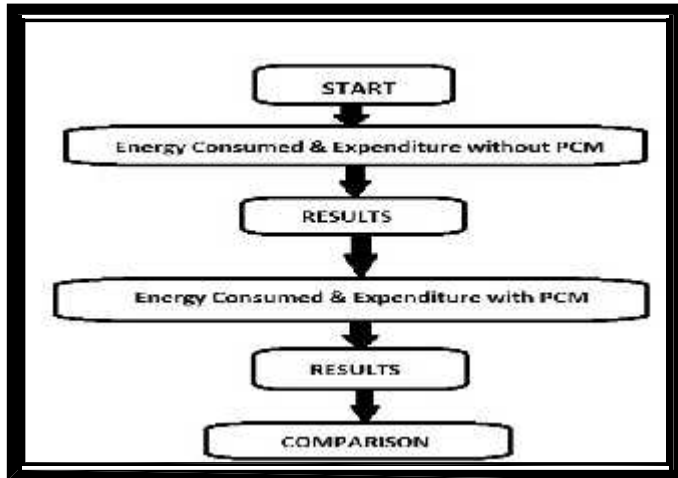 START
Energy Consumed & Expenditure without PCM
RESULTS
Energy Consumed & Expenditure with PCM
RESULTS
COMPARISON